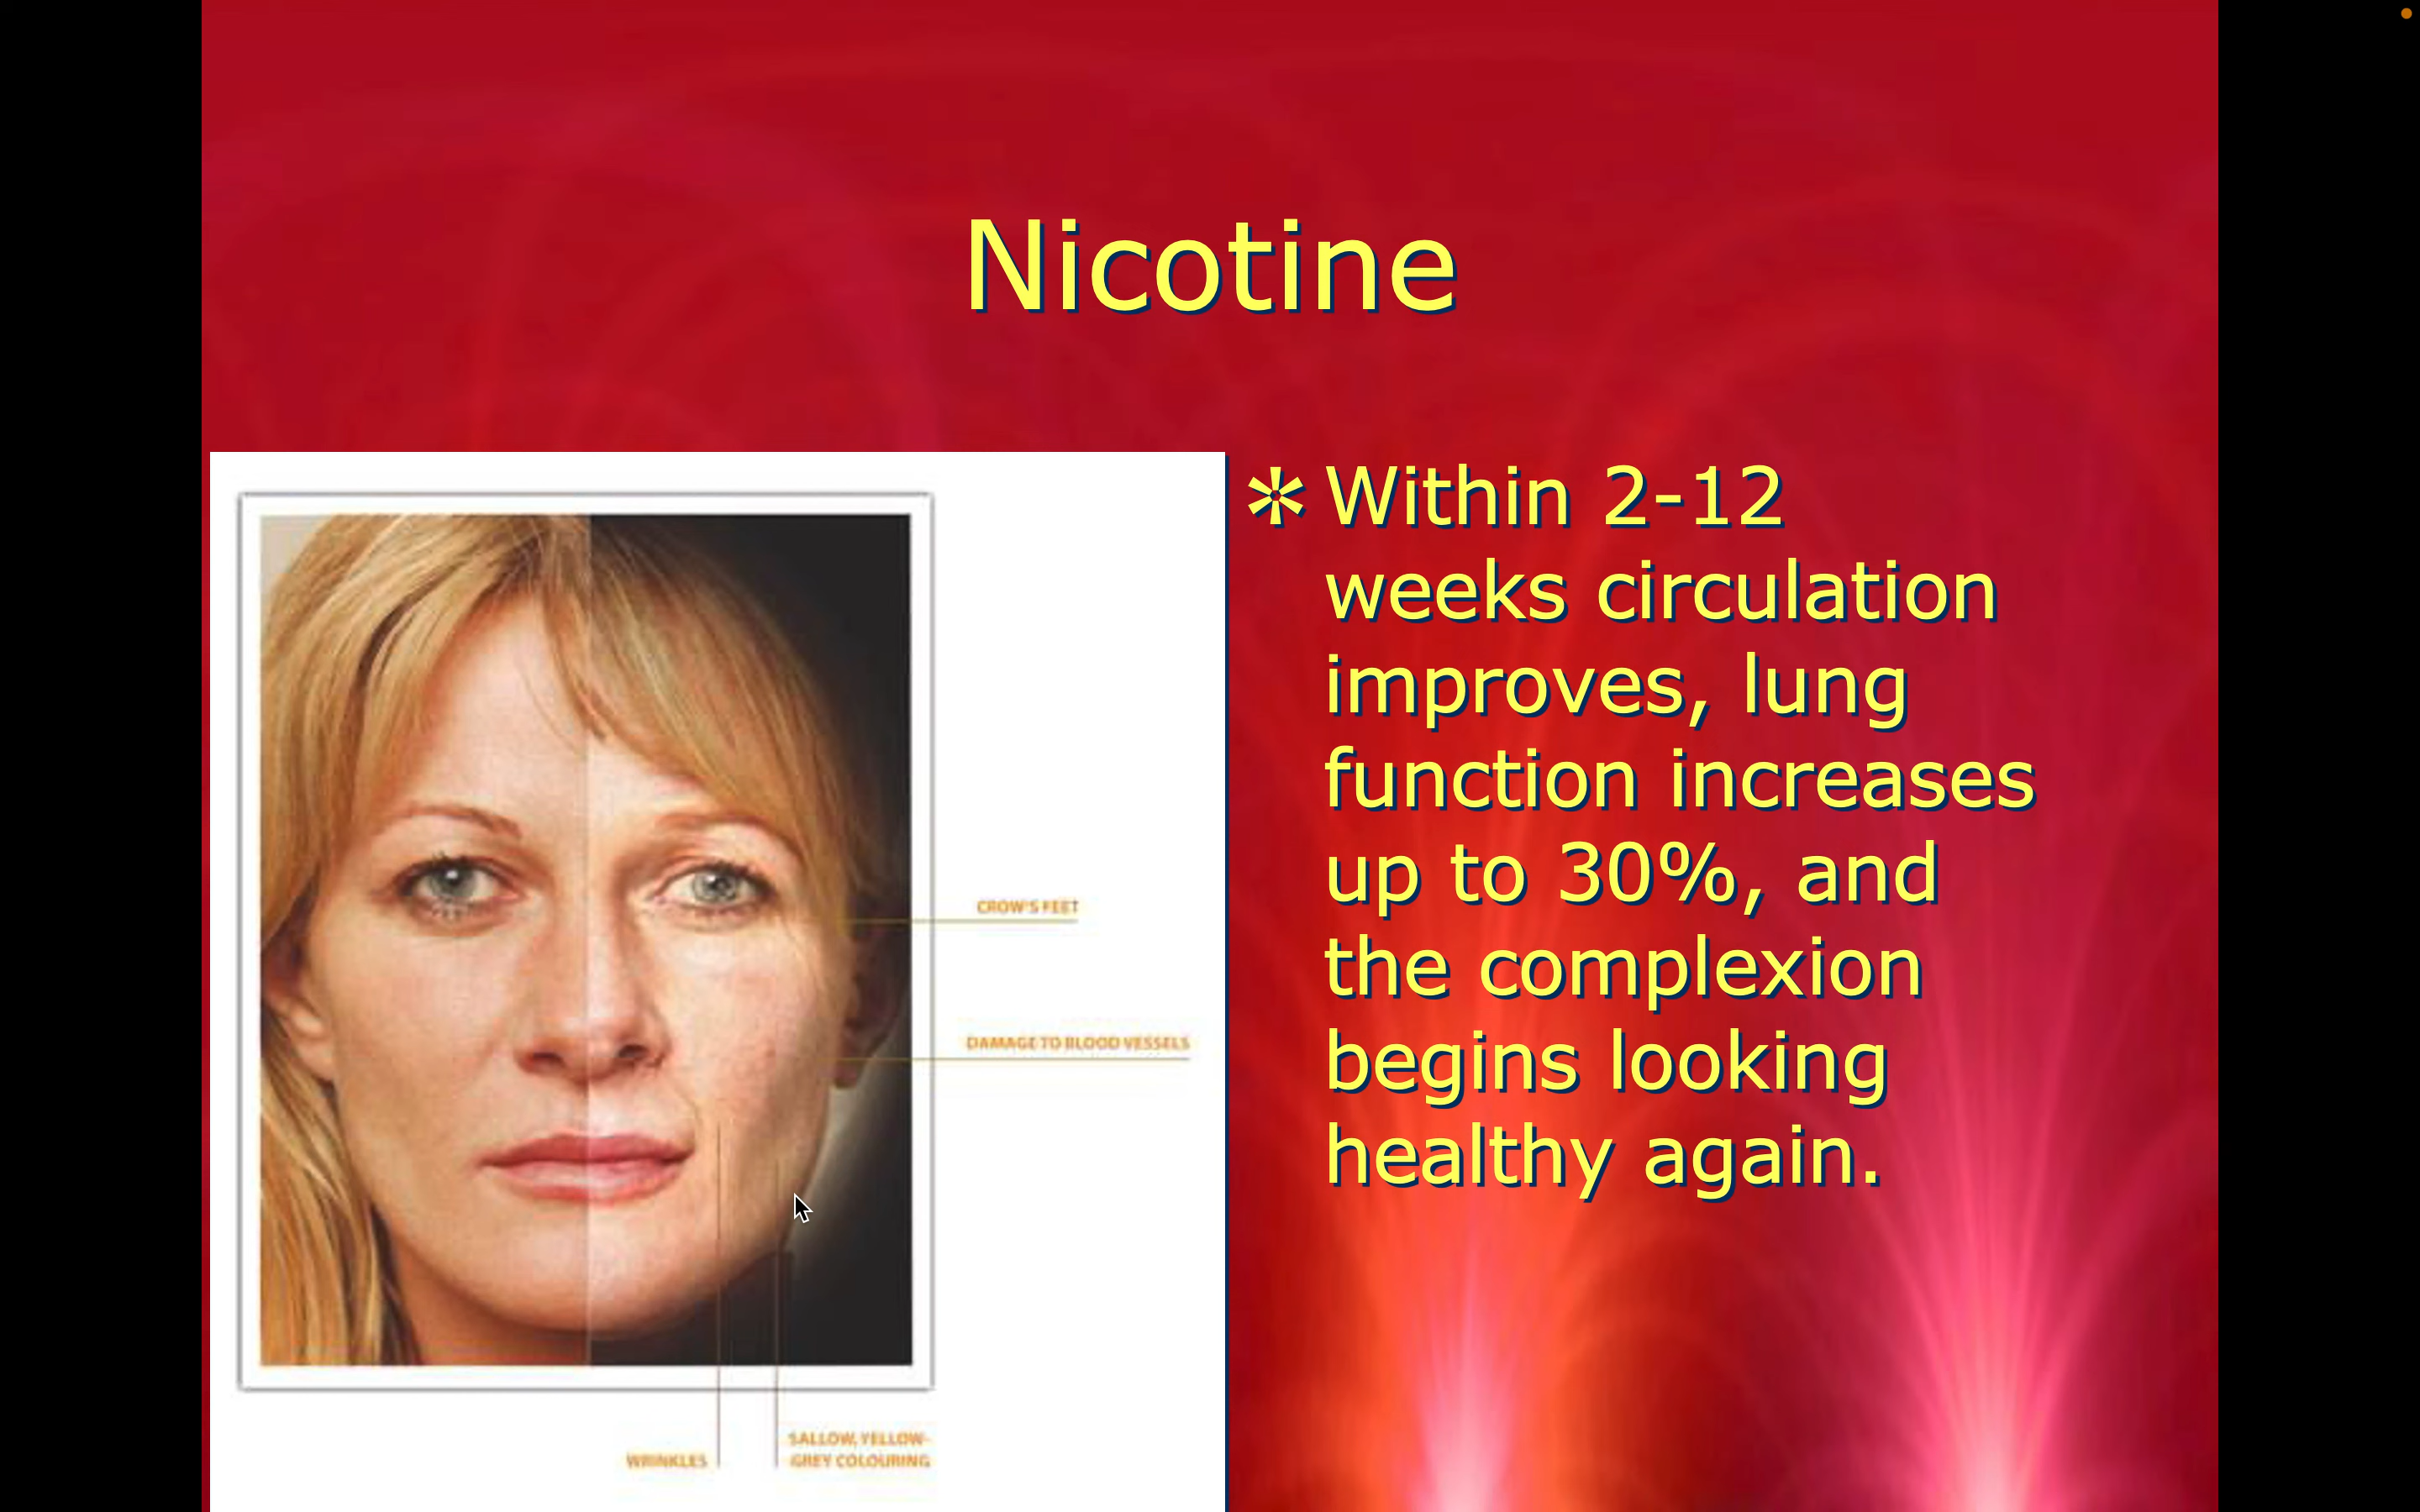 Nicotine
CROW'S FEET
DAMAGE TO BLOOD VESSELS
WRINKLES
SALLOW, YELLOW-
GREY COLOURING
* Within 2-12
weeks circulation
improves, lung
function increases
up to 30%, and
the complexion
begins looking
healthy again.